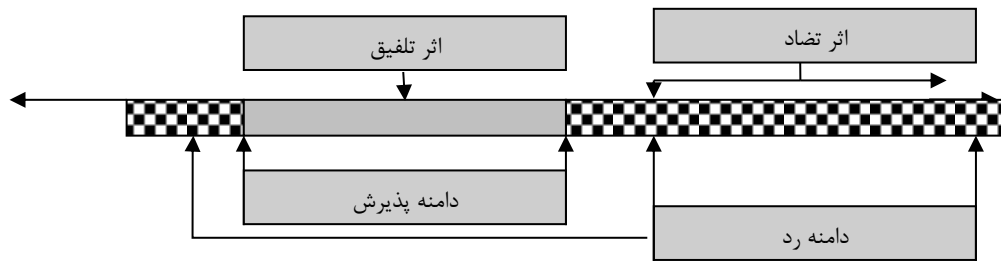 اثر تضاد
اثر تلفیق
دامنه پذیرش
دامنه رد